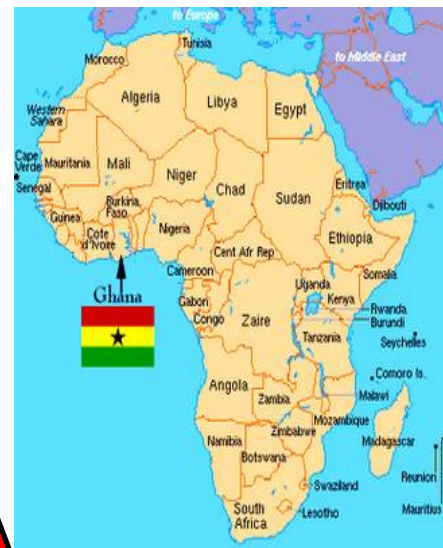 to Europe
to Middle East
Tunisia
Morocco
Algeria
Libya
Egypt
Western
Sahara
Cape
Verde
Mauritania
Mali
Niger
Chad
Sudan
Eritrea
Senegal
Djibouti
Guinea
Burkina
Faso
Cote
d'Ivoire
Nigeria
Ethiopia
Cent Afr Rep
Cameroon
Somalia
Ghana
Uganda
Kenya
Gabon
Congo
Zaire
Rwanda
Burundi
Tanzania
Seychelles
Comoro Is.
Angola
Zambia
Malawi
Mozambique
Zimbabwe
Madagascar
Namibia
Botswana
Reunion
Swaziland
Mauritius
South
Africa
Lesotho